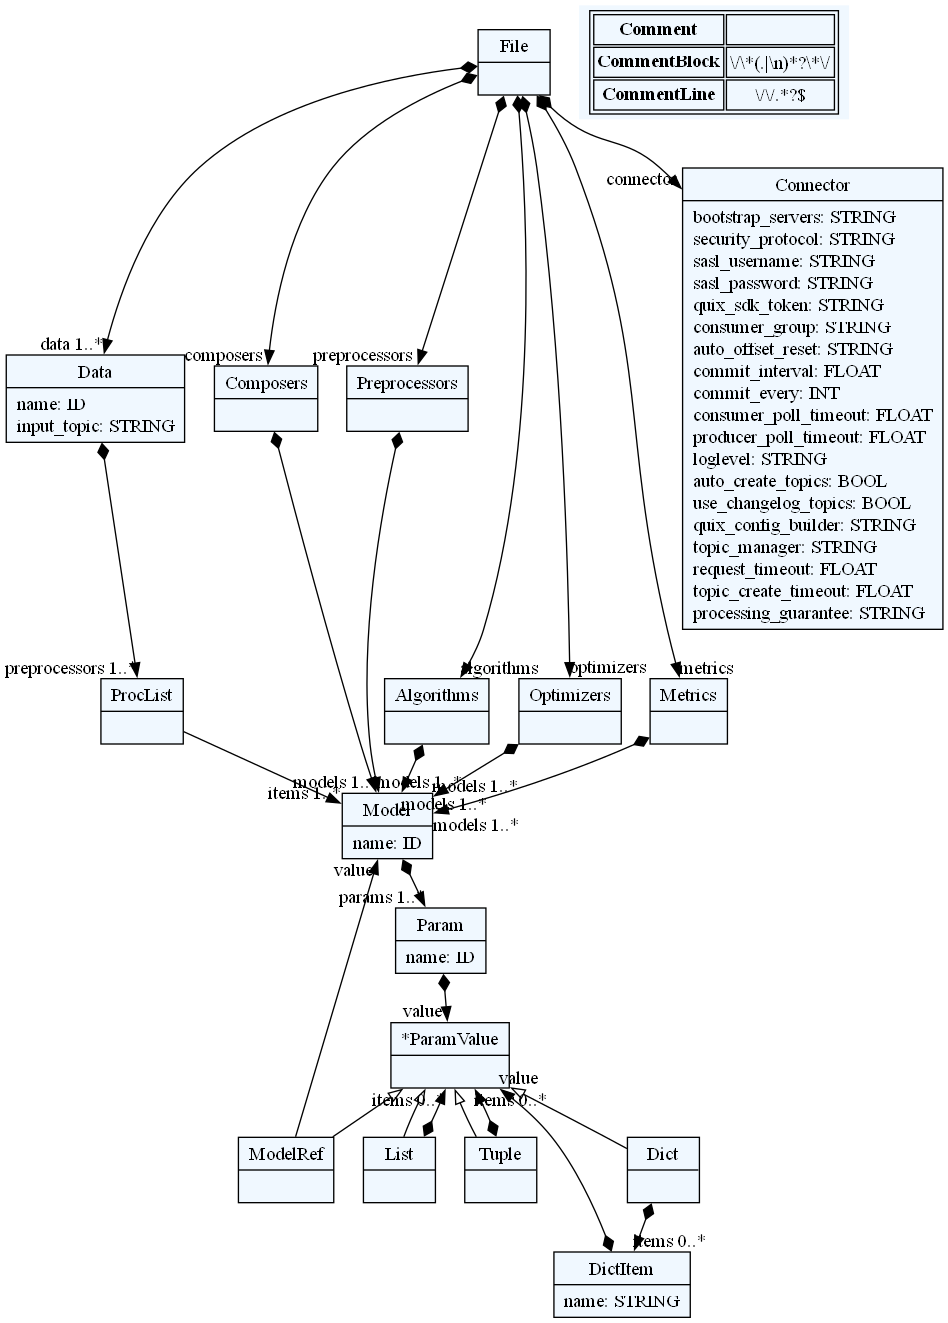 File
Comment
CommentBlock \/\*(.|\n)*?\*\/
CommentLine \/\/.*?$
connector
Connector
bootstrap_servers: STRING
security_protocol: STRING
sasl_username: STRING
sasl_password: STRING
quix_sdk_token: STRING
consumer_group: STRING
auto_offset_reset: STRING
commit_interval: FLOAT
commit_every: INT
consumer_poll_timeout: FLOAT
producer_poll_timeout: FLOAT
loglevel: STRING
auto_create_topics: BOOL
use_changelog_topics: BOOL
quix_config_builder: STRING
topic_manager: STRING
request_timeout: FLOAT
topic_create_timeout: FLOAT
processing_guarantee: STRING
data 1..*
Data
name: ID
input_topic: STRING
composers
Composers
preprocessors
Preprocessors
preprocessors 1..*
ProcList
algorithms
Algorithms
optimizers
Optimizers
metrics
Metrics
items 1..*
models 1..*
models 1..*
models 1..*
models 1..*
models 1..*
Model
name: ID
value
params 1..*
Param
name: ID
value
*ParamValue
value
items 0..*
items 0..*
ModelRef
List
Tuple
Dict
items 0..*
DictItem
name: STRING